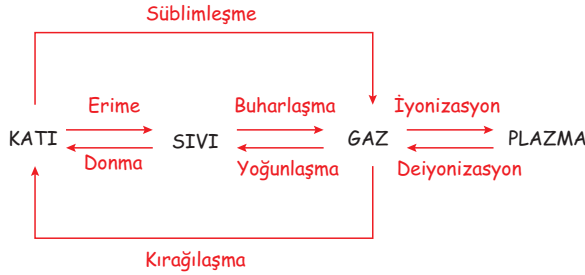 Süblimleşme
Erime Buharlaşma İyonizasyon
KATI SIVI GAZ PLAZMA
Donma Yoğunlaşma Deiyonizasyon
Kırağılaşma